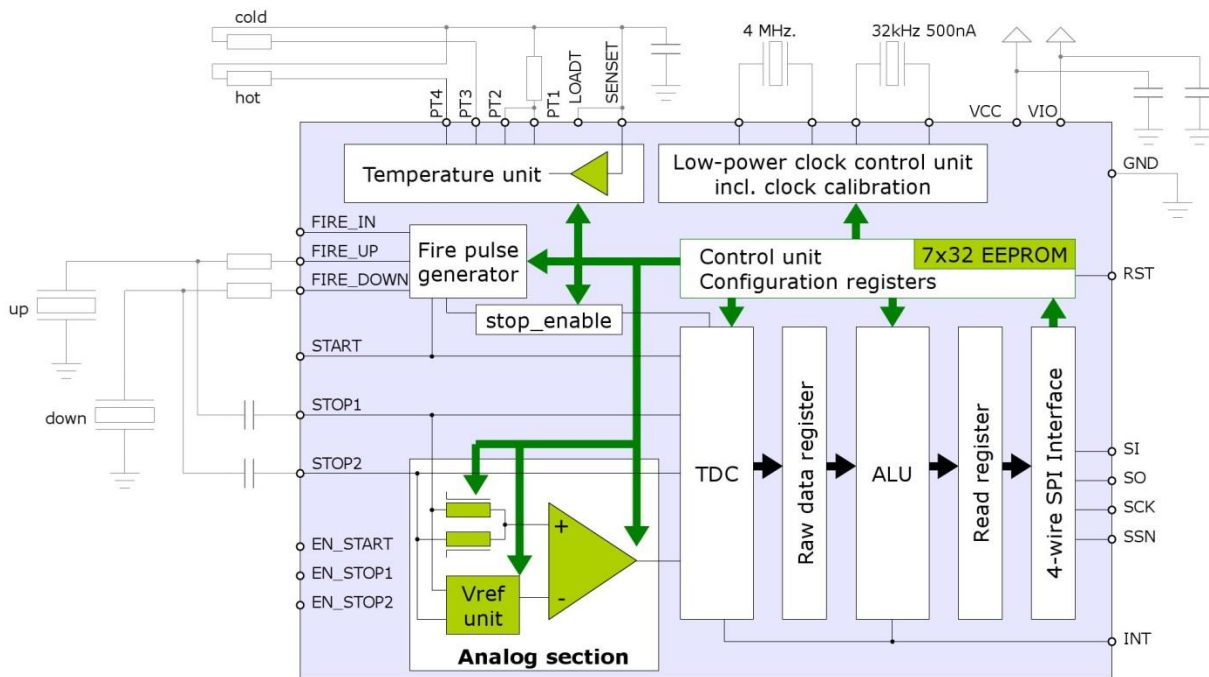 cold
hot
4 MHz.
32kHz 500nA
PT4
PT3
PT2
PT1
LOADT
SENSET
VCC
VIO
GND
Temperature unit
Low-power clock control unit
incl. clock calibration
FIRE_IN
FIRE_UP
FIRE_DOWN
Fire pulse
generator
Control unit
Configuration registers
7x32 EEPROM
RST
up
stop_enable
START
down
STOP1
STOP2
TDC
Raw data register
ALU
Read register
4-wire SPI Interface
SI
SO
SCK
SSN
EN_START
EN_STOP1
EN_STOP2
+
-
Vref
unit
Analog section
INT